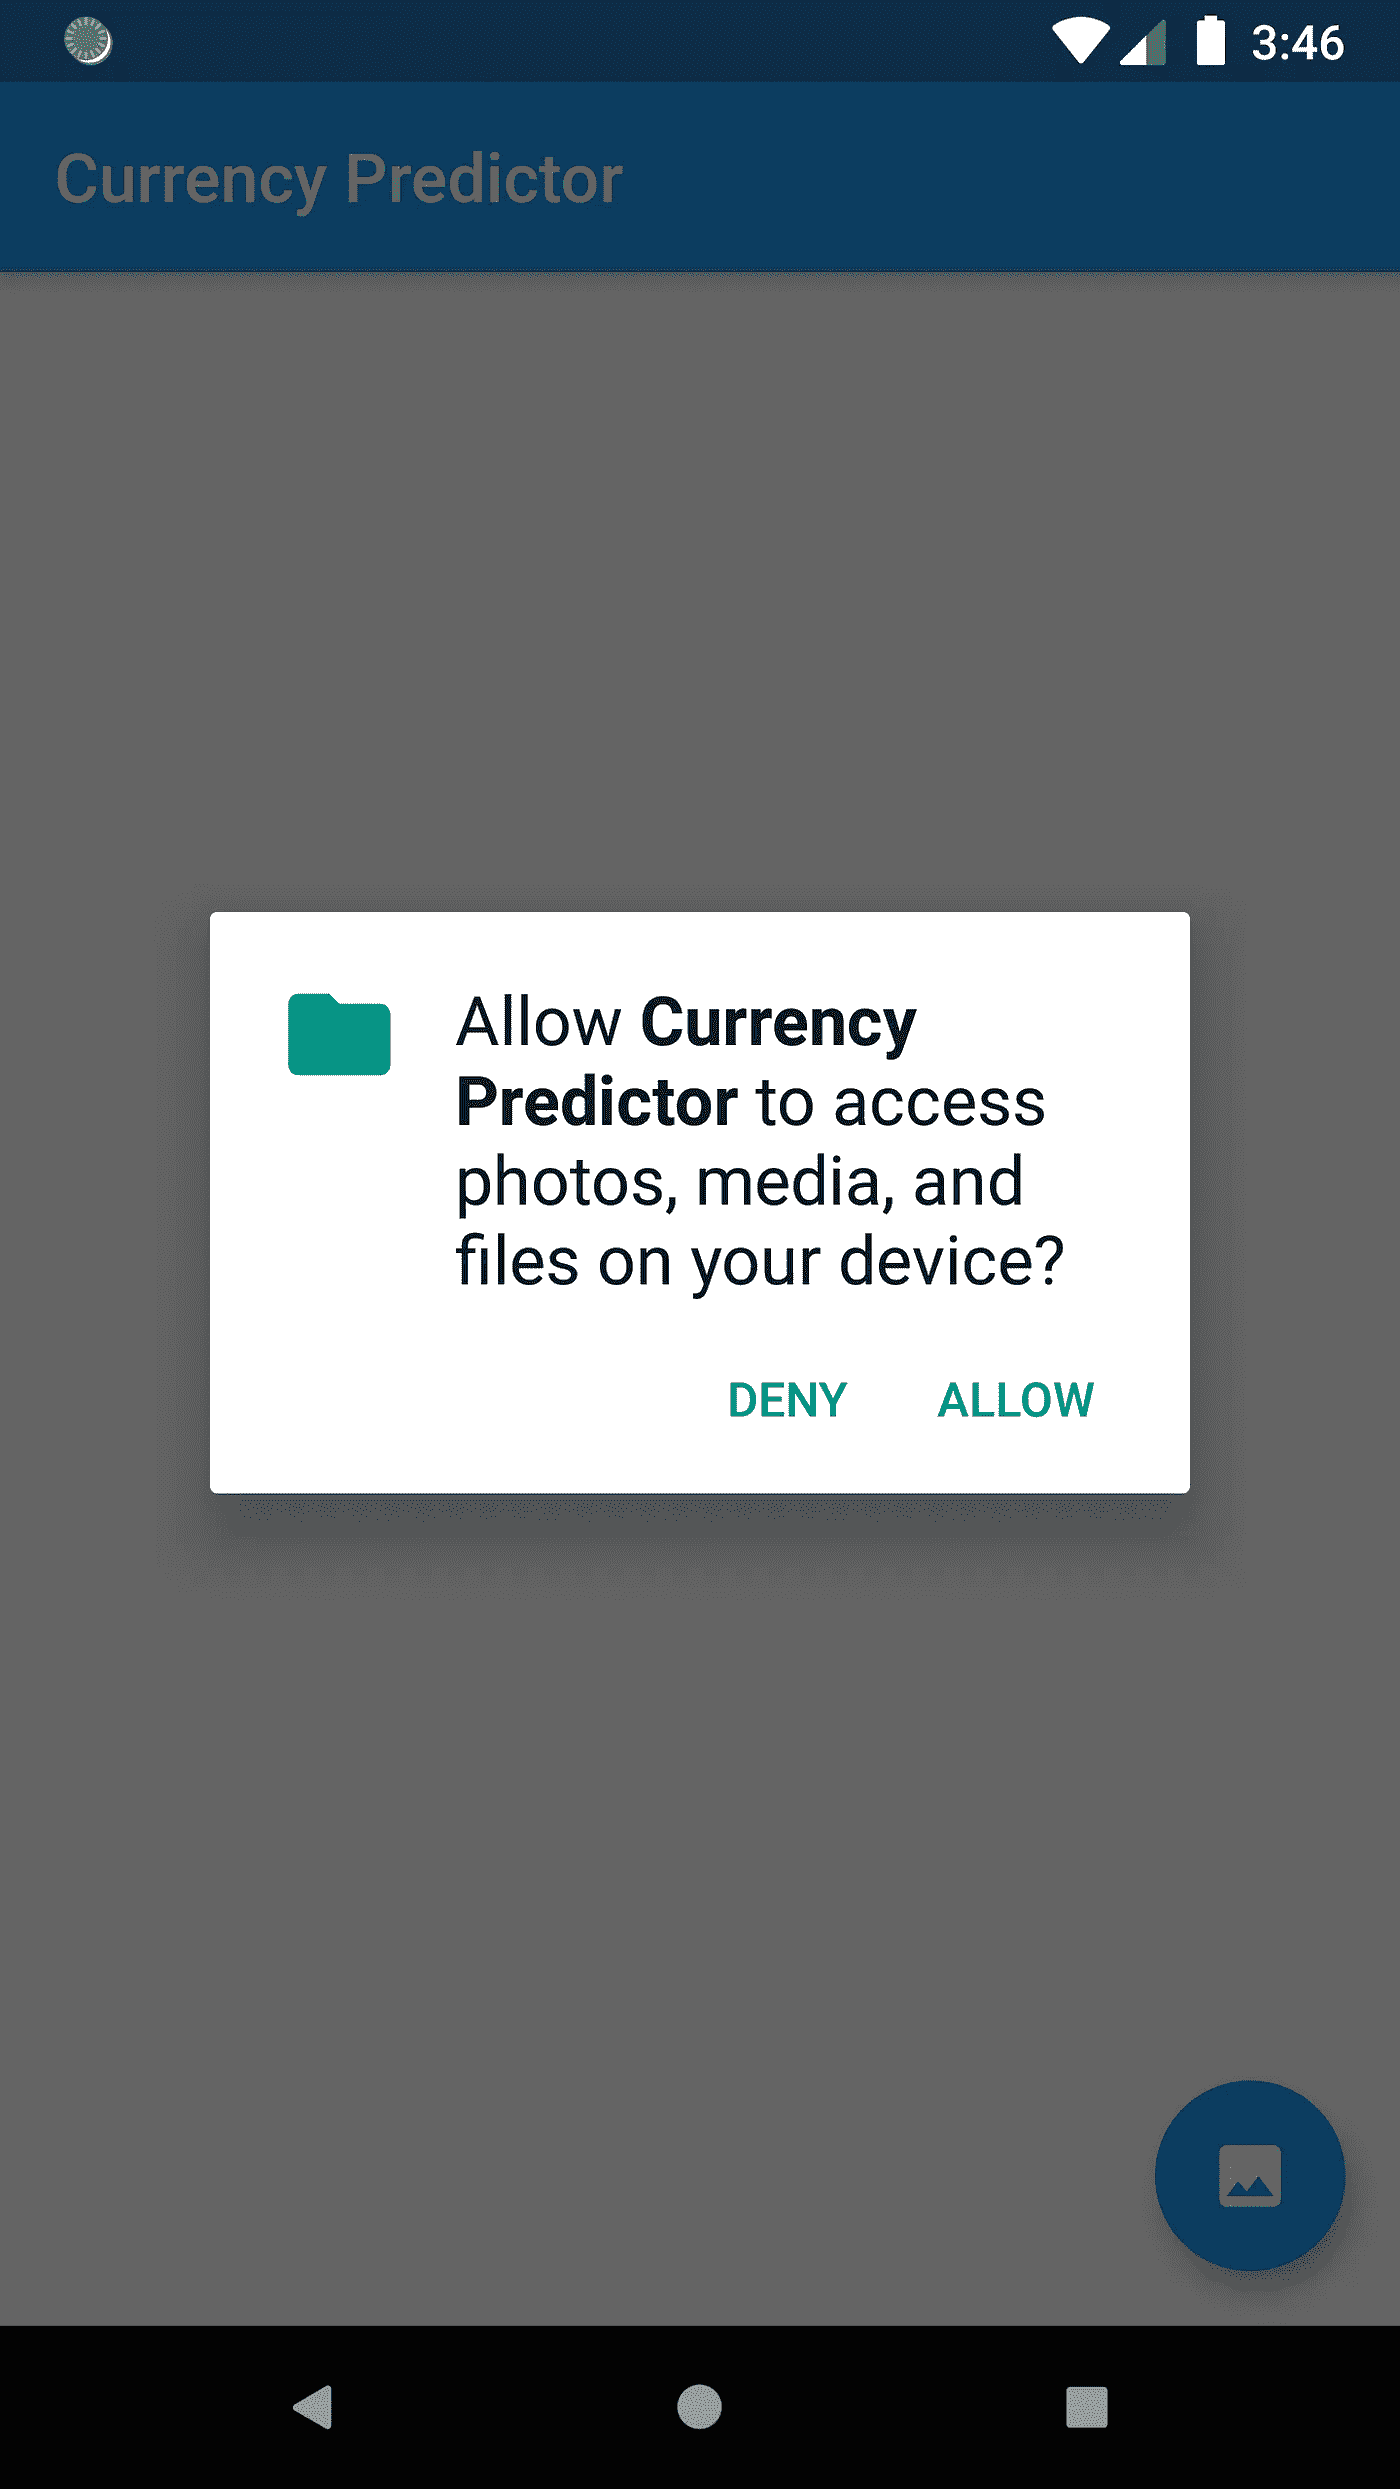 3:46
Currency Predictor
Allow Currency
Predictor to access
photos, media, and
files on your device?
DENY ALLOW